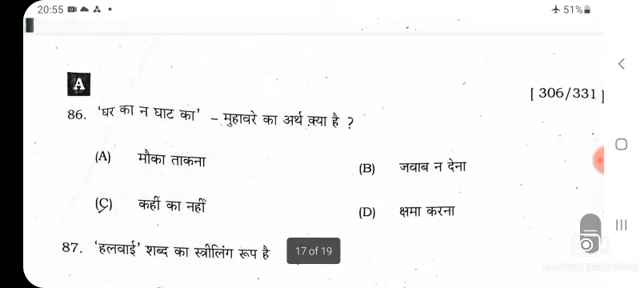 20:55
51%
A
[ 306/331 ]
86. 'घर का न घाट का' – मुहावरे का अर्थ क्या है ?
(A) मौका ताकना
(B) जवाब न देना
(C) कहीं का नहीं
(D) क्षमा करना
87. 'हलवाई' शब्द का स्त्रीलिंग रूप है
17 of 19